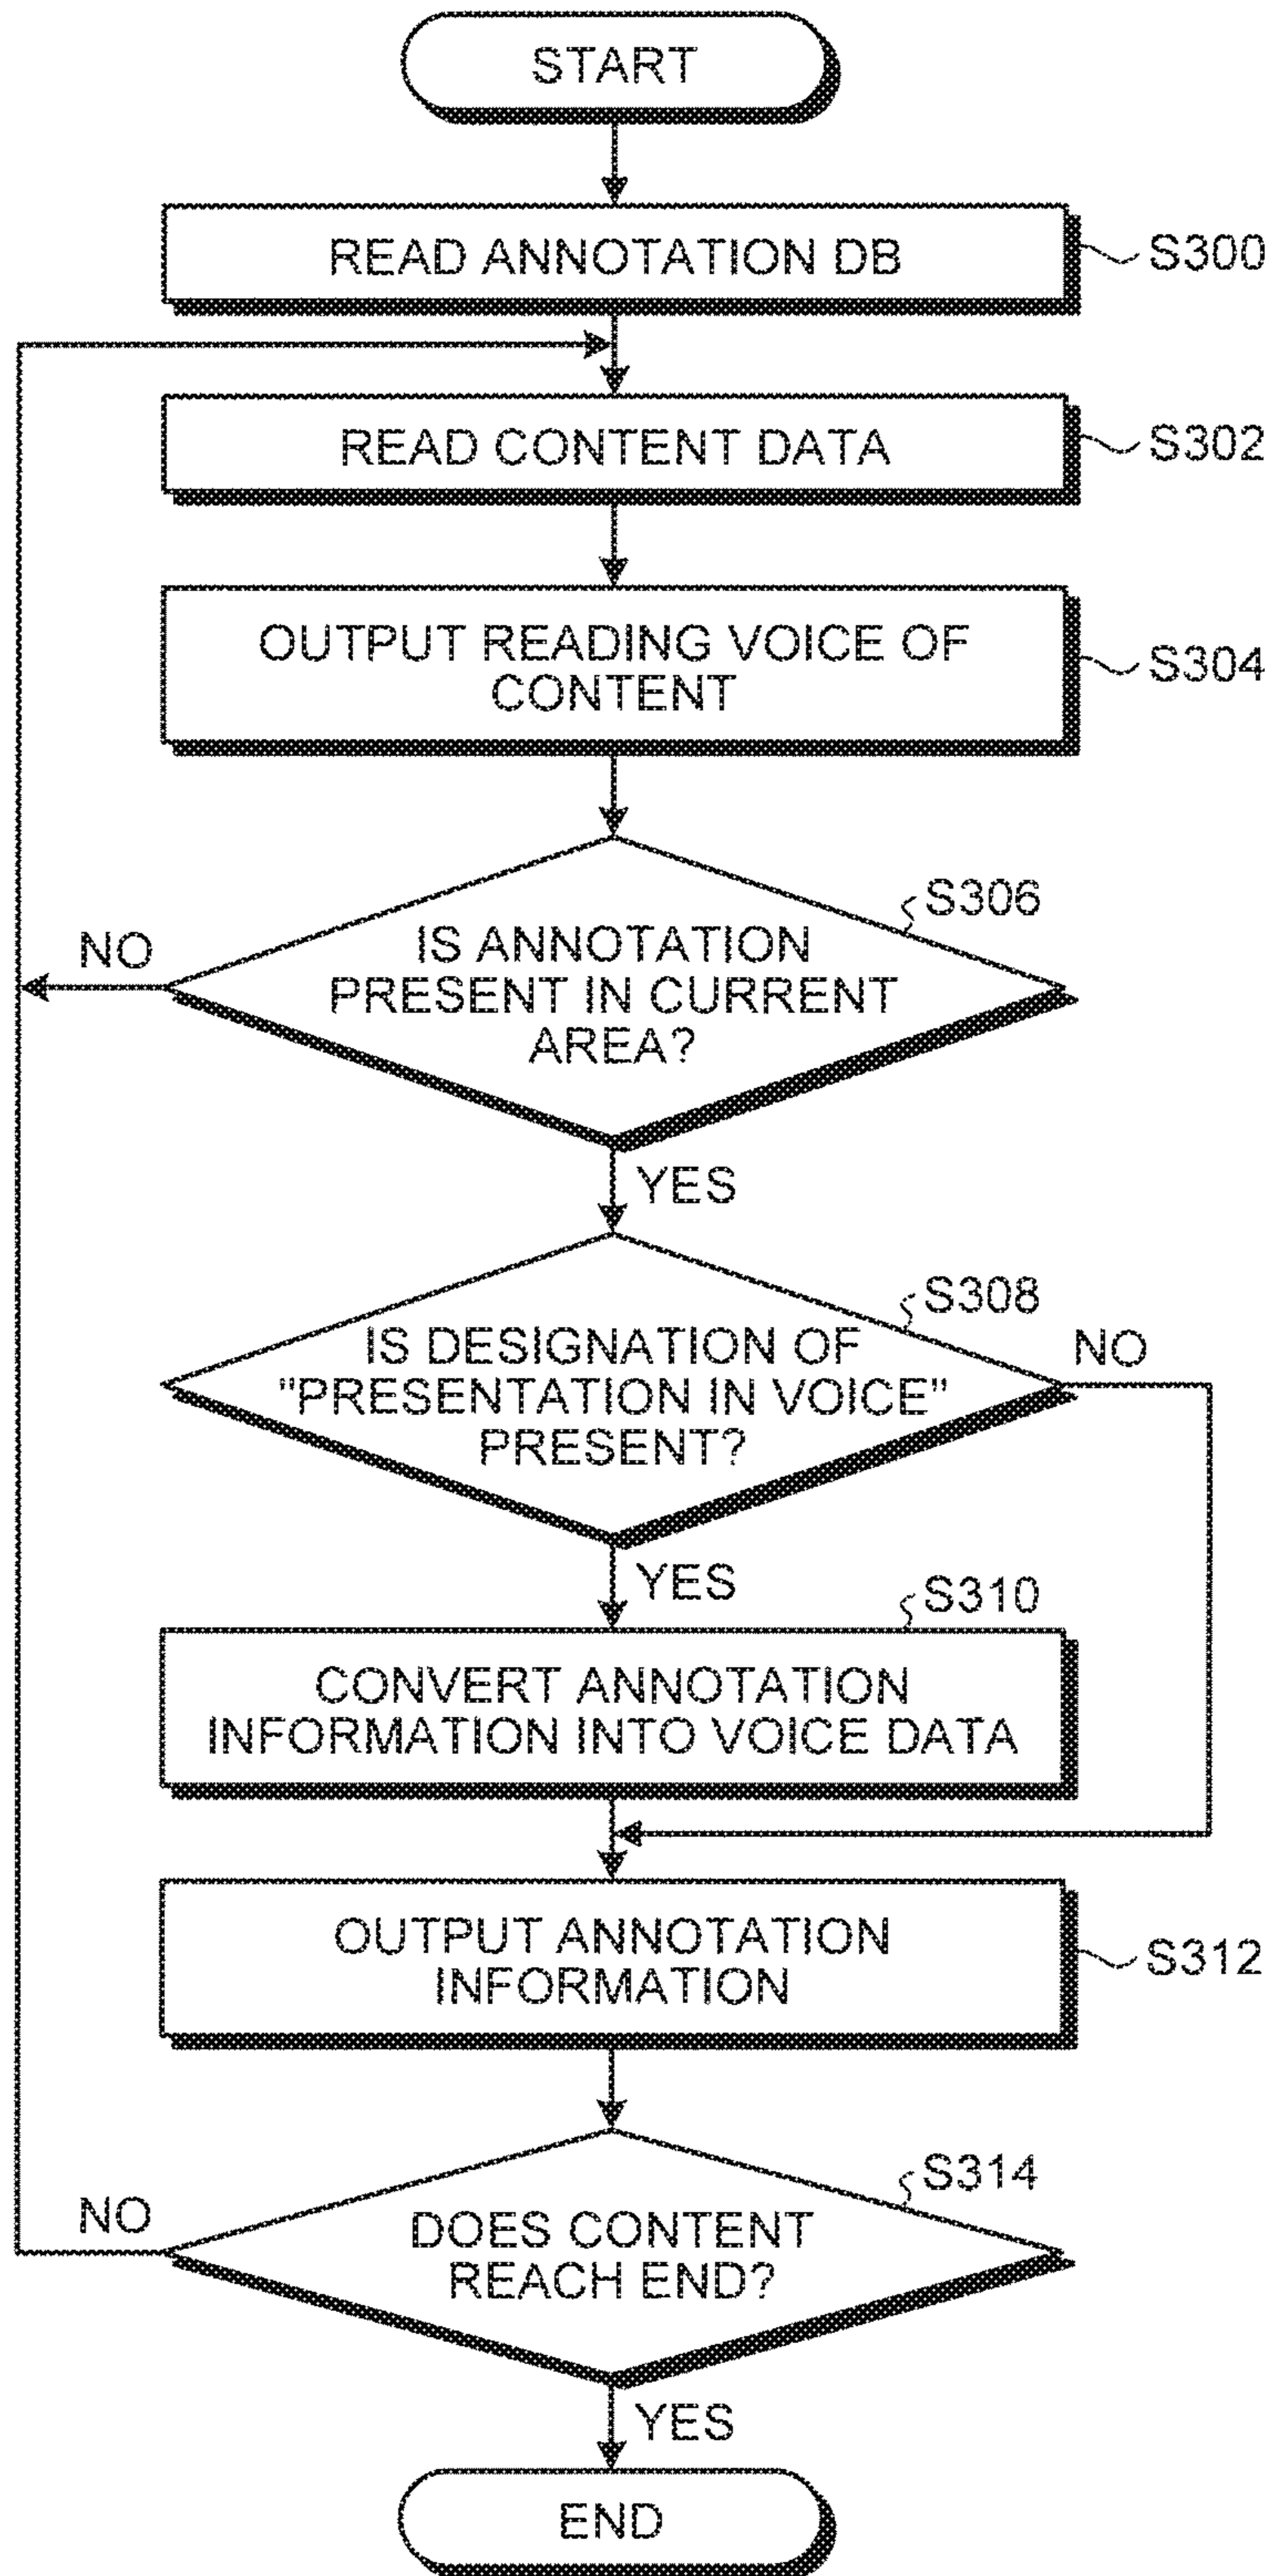 START
READ ANNOTATION DB
S300
READ CONTENT DATA
S302
OUTPUT READING VOICE OF
CONTENT
S304
S306
IS ANNOTATION
PRESENT IN CURRENT
AREA?
NO
YES
S308
IS DESIGNATION OF
"PRESENTATION IN VOICE"
PRESENT?
NO
YES
S310
CONVERT ANNOTATION
INFORMATION INTO VOICE DATA
OUTPUT ANNOTATION
INFORMATION
S312
S314
DOES CONTENT
REACH END?
NO
YES
END